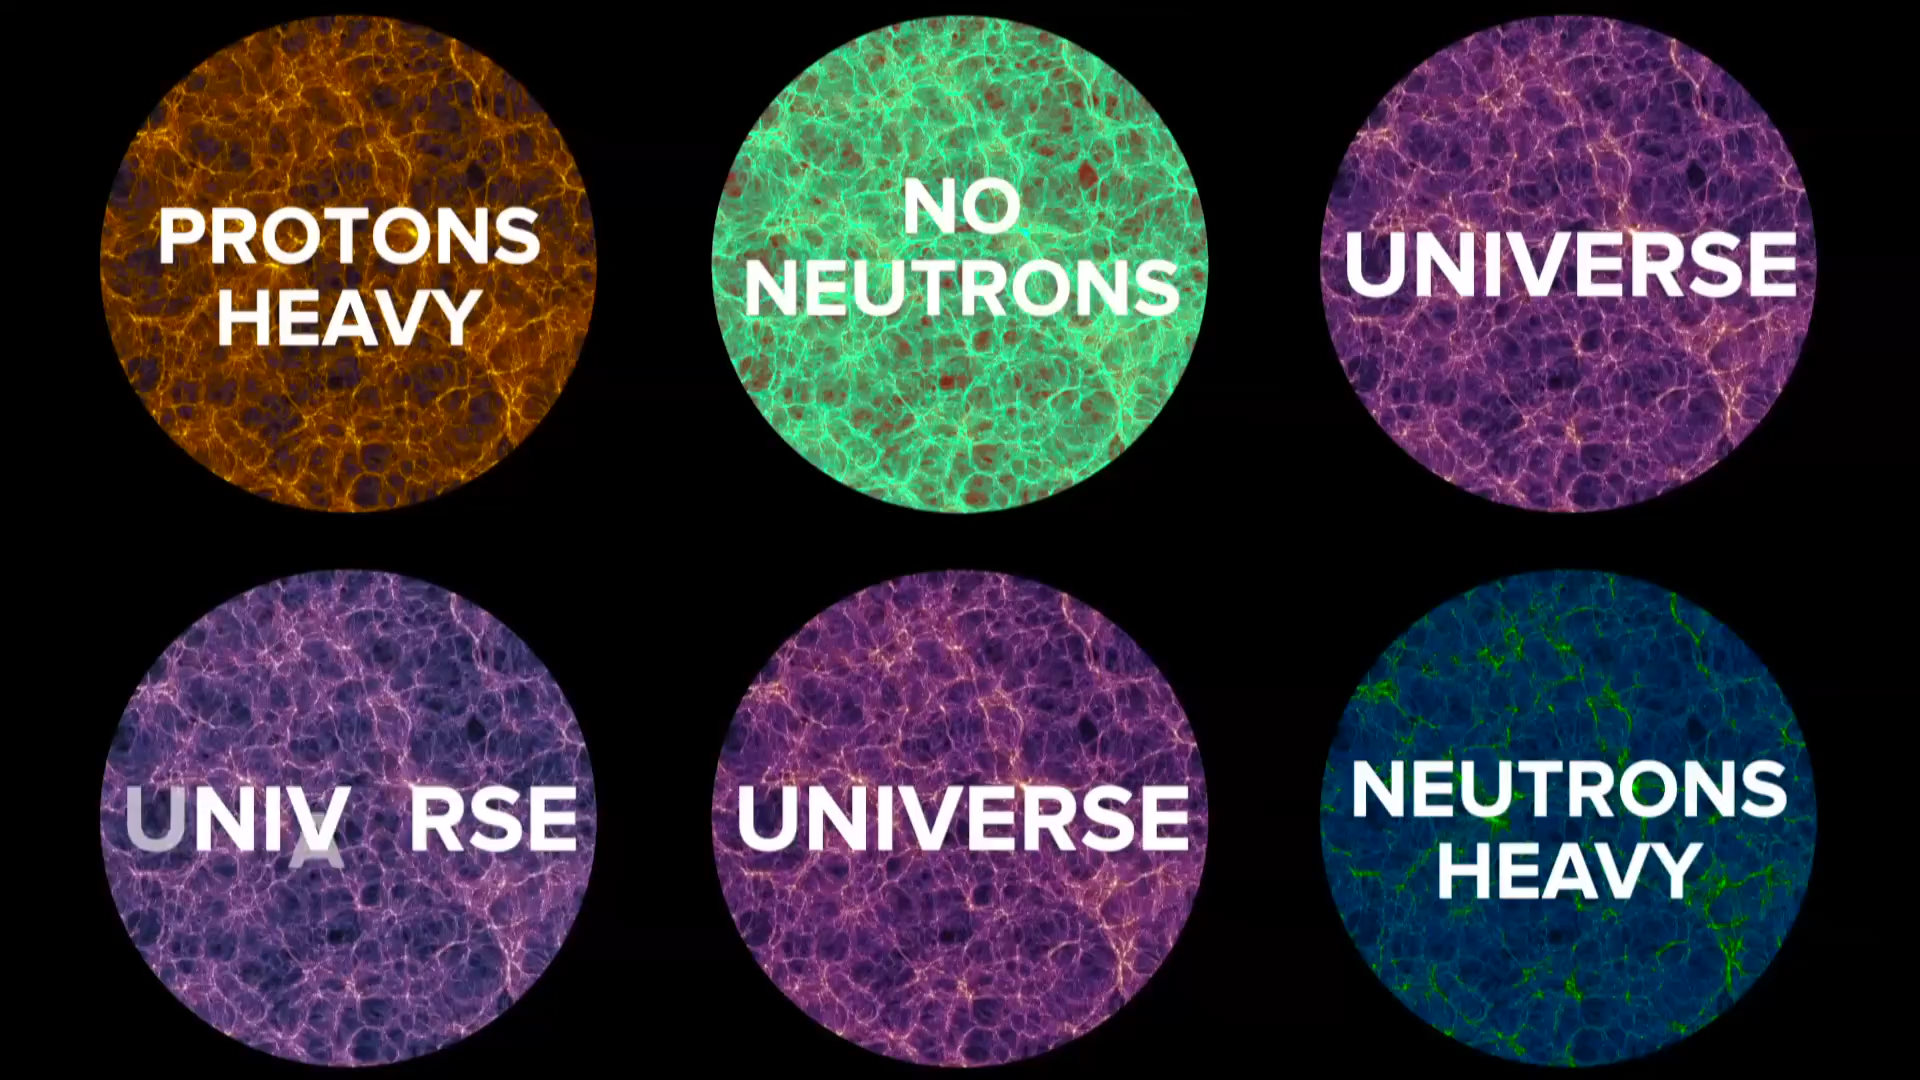 PROTONS
HEAVY
NO
NEUTRONS
UNIVERSE
UNIV RSE
A
UNIVERSE
NEUTRONS
HEAVY